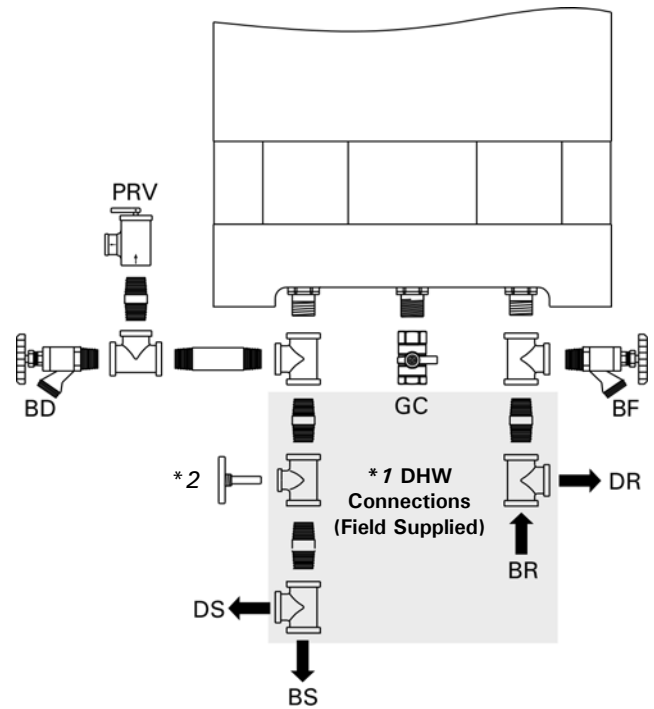 PRV
BD
GC
BF
*2
*1 DHW
Connections
(Field Supplied)
DR
BR
DS
BS